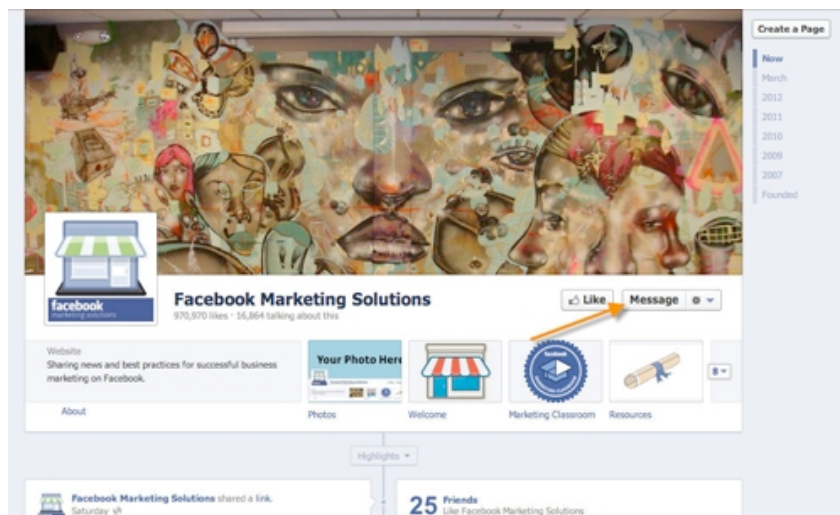 Create a Page
Now
March
2012
2011
2010
2009
2007
Founded
facebook
marketing solutions
Facebook Marketing Solutions
970,970 likes · 16,864 talking about this
Like
Message
Website
Sharing news and best practices for successful business
marketing on Facebook.
About
Your Photo Here
Photos
Welcome
facebook
Marketing Classroom
Resources
8
Highlights
Facebook Marketing Solutions shared a link.
Saturday
25 Friends
Like Facebook Marketing Solutions